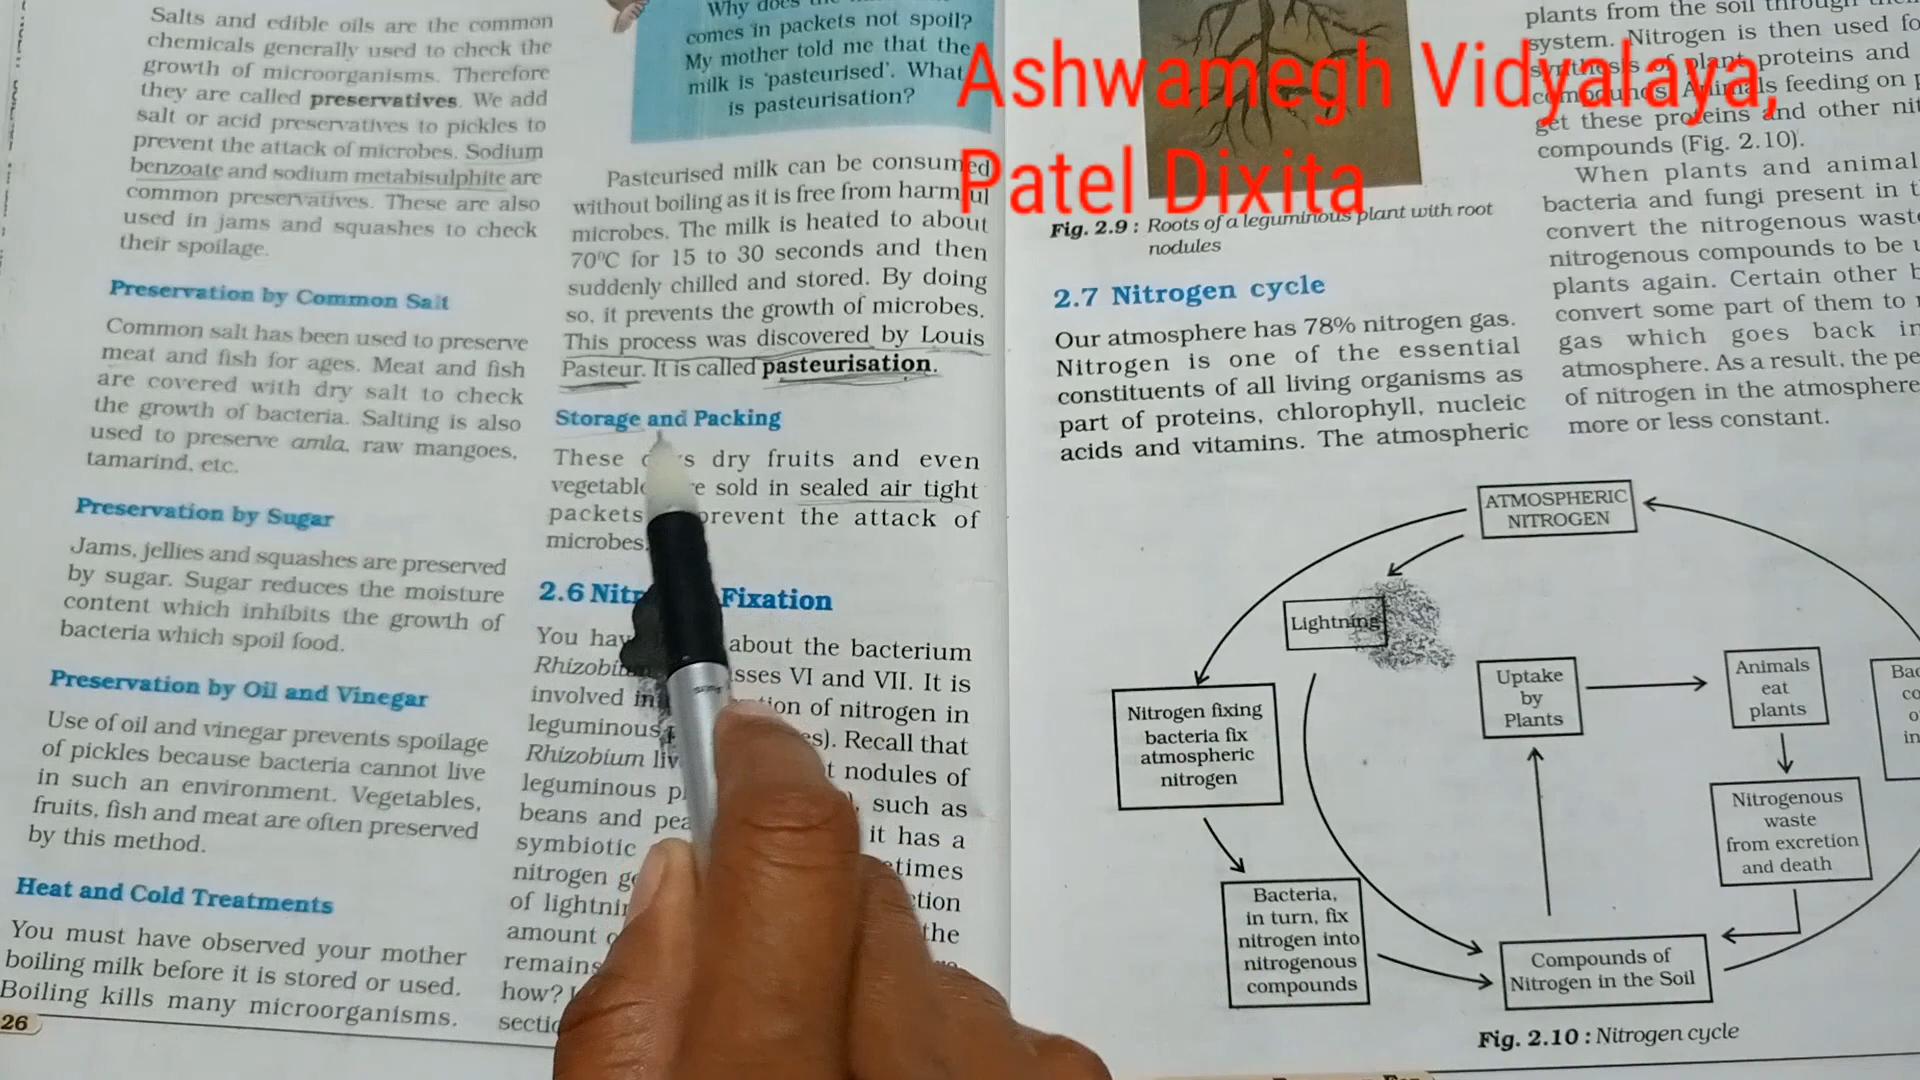 Salts and edible oils are the common
chemicals generally used to check the
growth of microorganisms. Therefore
they are called preservatives. We add
salt or acid preservatives to pickles to
prevent the attack of microbes. Sodium
benzoate and sodium metabisulphite are
common preservatives. These are also
used in jams and squashes to check
their spoilage.
Preservation by Common Salt
Common salt has been used to preserve
meat and fish for ages. Meat and fish
are covered with dry salt to check
the growth of bacteria. Salting is also
used to preserve amla, raw mangoes,
tamarind, etc.
Preservation by Sugar
Jams, jellies and squashes are preserved
by sugar. Sugar reduces the moisture
content which inhibits the growth of
bacteria which spoil food.
Preservation by Oil and Vinegar
Use of oil and vinegar prevents spoilage
of pickles because bacteria cannot live
in such an environment. Vegetables,
fruits, fish and meat are often preserved
by this method.
Heat and Cold Treatments
You must have observed your mother
boiling milk before it is stored or used.
Boiling kills many microorganisms.
26
Why does
comes in packets not spoil?
My mother told me that the
milk is 'pasteurised'. What
is pasteurisation?
Pasteurised milk can be consumed
without boiling as it is free from harmful
microbes. The milk is heated to about
70°C for 15 to 30 seconds and then
suddenly chilled and stored. By doing
so, it prevents the growth of microbes.
This process was discovered by Louis
Pasteur. It is called pasteurisation.
Storage and Packing
These dry fruits and even
sold in sealed air tight
packets prevent the attack of
microbes.
2.6 Fixation
You about the bacterium
VI and VII. It is
involved in of nitrogen in
leguminous Recall that
Rhizobium nodules of
leguminous such as
beans and it has a
symbiotic
nitrogen
of
amount the
remains
how?
Ashwamegh Vidyalaya,
Patel Dixita
Fig. 2.9 : Roots of a leguminous plant with root
nodules
2.7 Nitrogen cycle
Our atmosphere has 78% nitrogen gas.
Nitrogen is one of the essential
constituents of all living organisms as
part of proteins, chlorophyll, nucleic
acids and vitamins. The atmospheric
plants from the soil through
system. Nitrogen is then used
synthesis of plant proteins and
compounds. Animals feeding on
get these proteins and other
compounds (Fig. 2.10).
When plants and
bacteria and fungi present in
convert the nitrogenous
nitrogenous compounds to be
plants again. Certain other
convert some part of them to
gas which goes back
atmosphere. As a result, the
of nitrogen in the atmosphere
more or less constant.
ATMOSPHERIC
NITROGEN
Lightning
Nitrogen fixing
bacteria fix
atmospheric
nitrogen
Uptake
by
Plants
Animals
eat
plants
Nitrogenous
waste
from excretion
and death
Bacteria,
in turn, fix
nitrogen into
nitrogenous
compounds
Compounds of
Nitrogen in the Soil
Fig. 2.10 : Nitrogen cycle